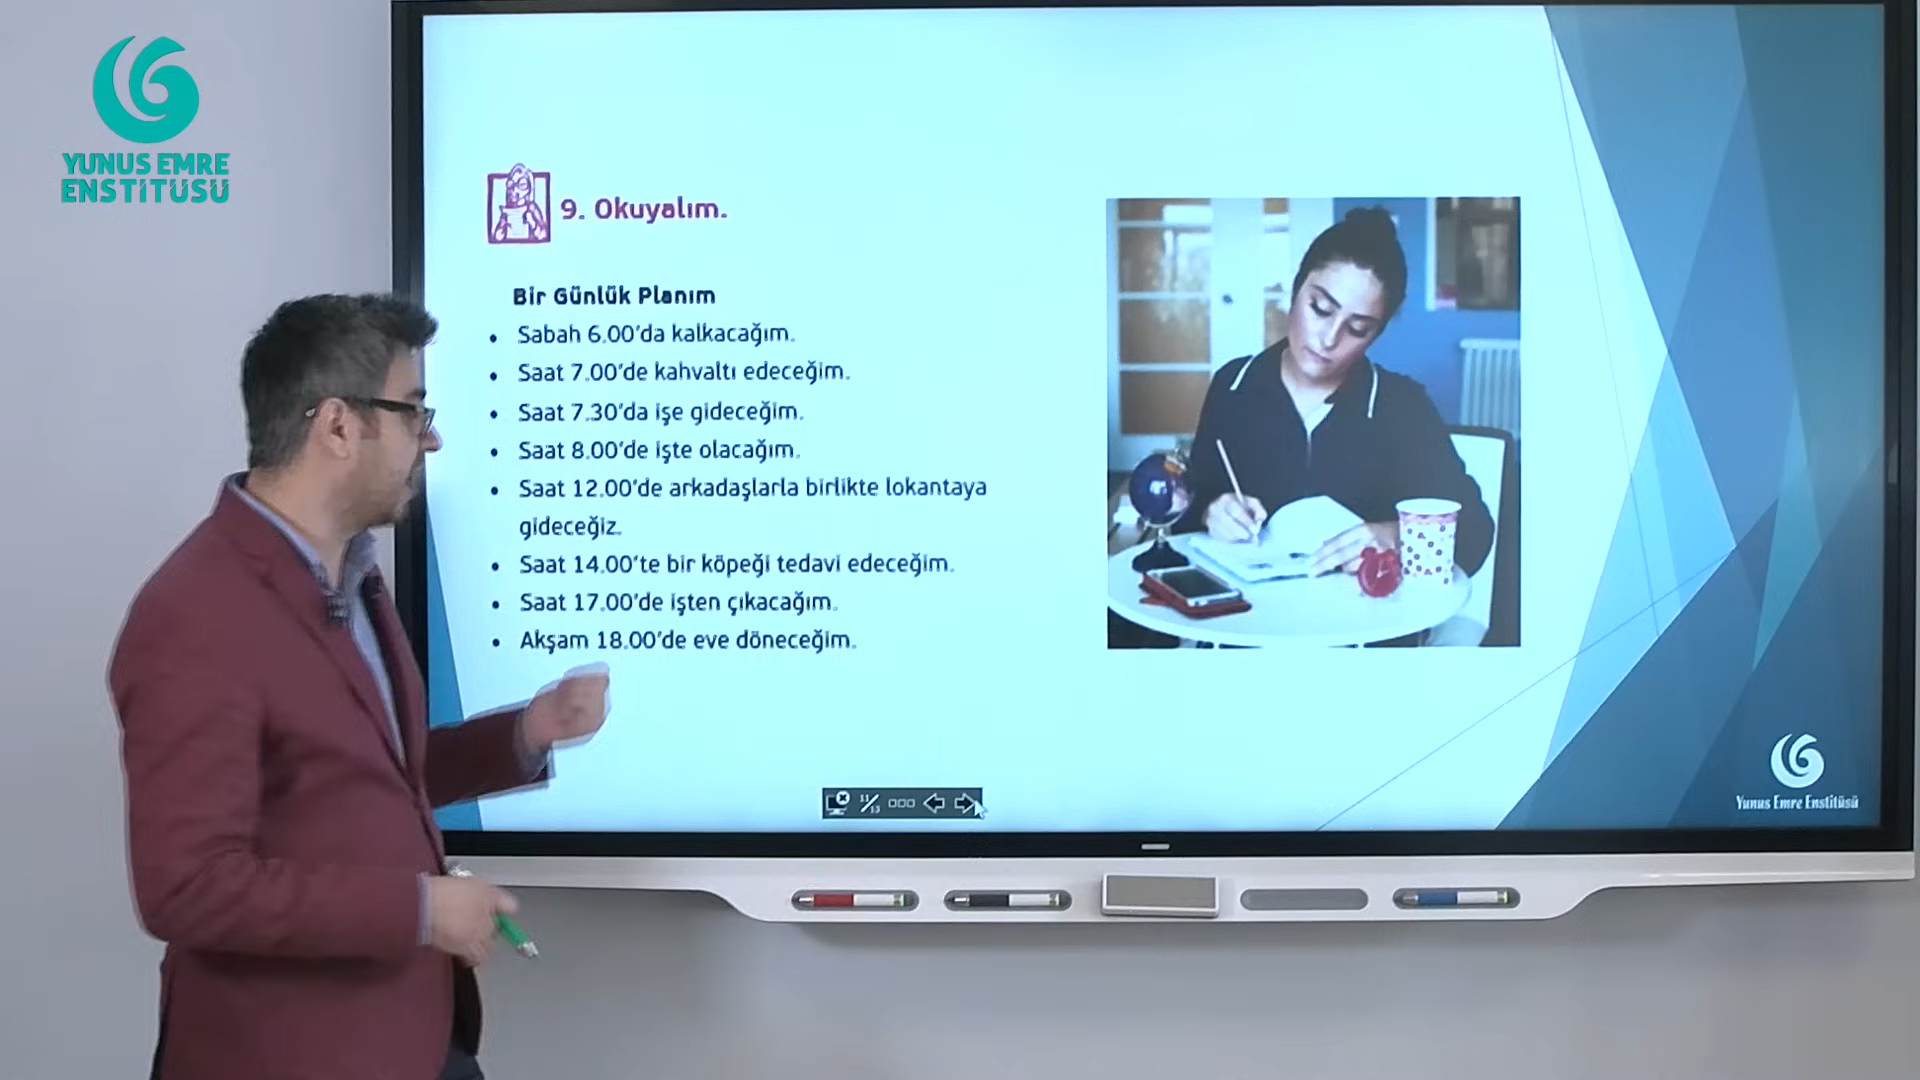 YUNUS EMRE
ENSTİTÜSÜ
9. Okuyalım.
Bir Günlük Planım
• Sabah 6.00'da kalkacağım.
• Saat 7.00'de kahvaltı edeceğim.
• Saat 7.30'da işe gideceğim.
• Saat 8.00'de işte olacağım.
• Saat 12.00'de arkadaşlarla birlikte lokantaya
gideceğiz.
• Saat 14.00'te bir köpeği tedavi edeceğim.
• Saat 17.00'de işten çıkacağım.
• Akşam 18.00'de eve döneceğim.
11/13
Yunus Emre Enstitüsü